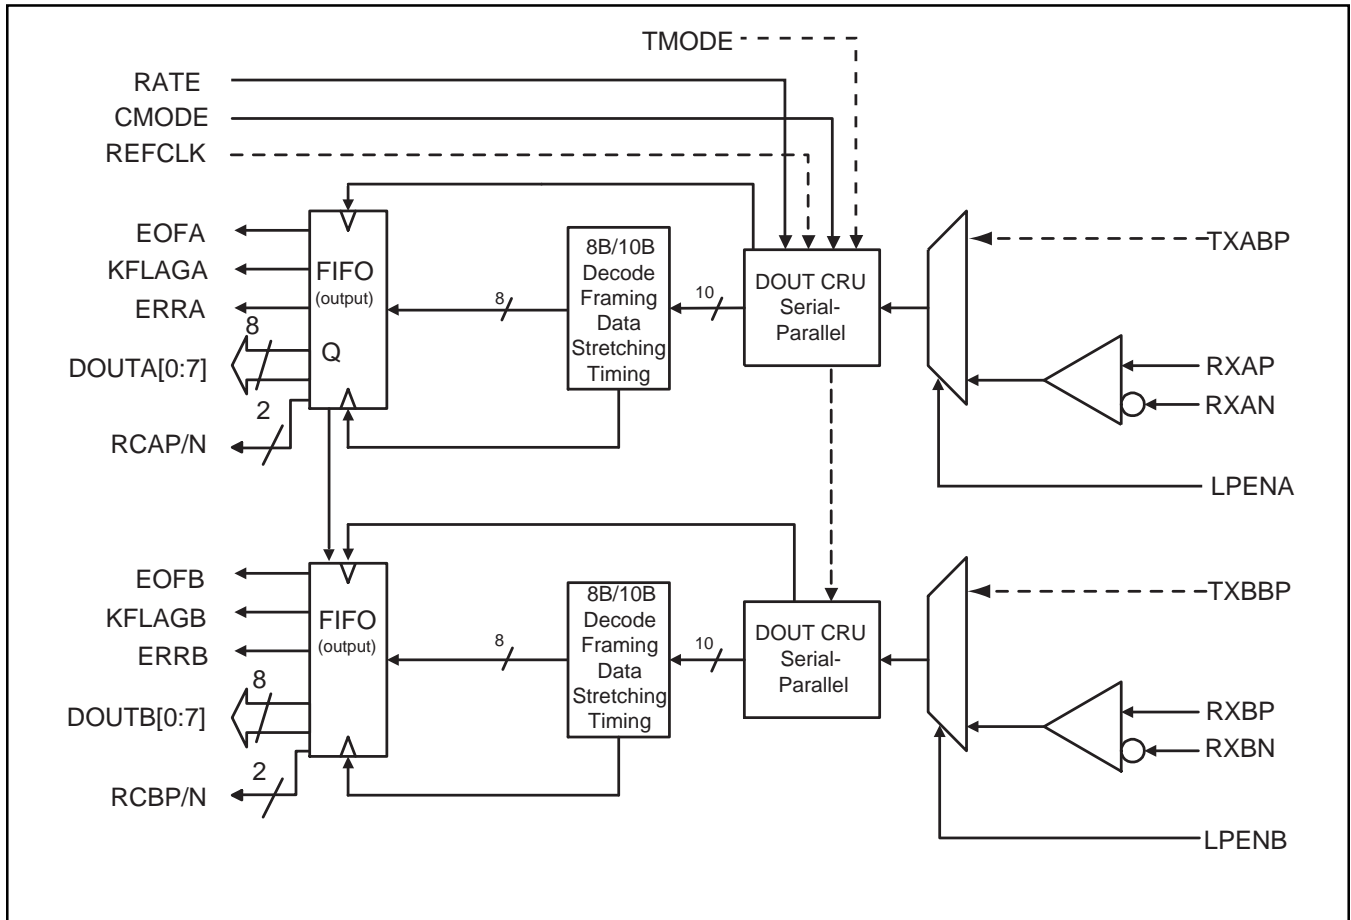 TMODE
RATE
CMODE
REFCLK
EOFA
KFLAGA
ERRA
8
DOUTA[0:7]
2
RCAP/N
FIFO
(output)
Q
8
8B/10B
Decode
Framing
Data
Stretching
Timing
10
DOUT CRU
Serial-
Parallel
TXABP
RXAP
RXAN
LPENA
EOFB
KFLAGB
ERRB
8
DOUTB[0:7]
2
RCBP/N
FIFO
(output)
8
8B/10B
Decode
Framing
Data
Stretching
Timing
10
DOUT CRU
Serial-
Parallel
TXBBP
RXBP
RXBN
LPENB